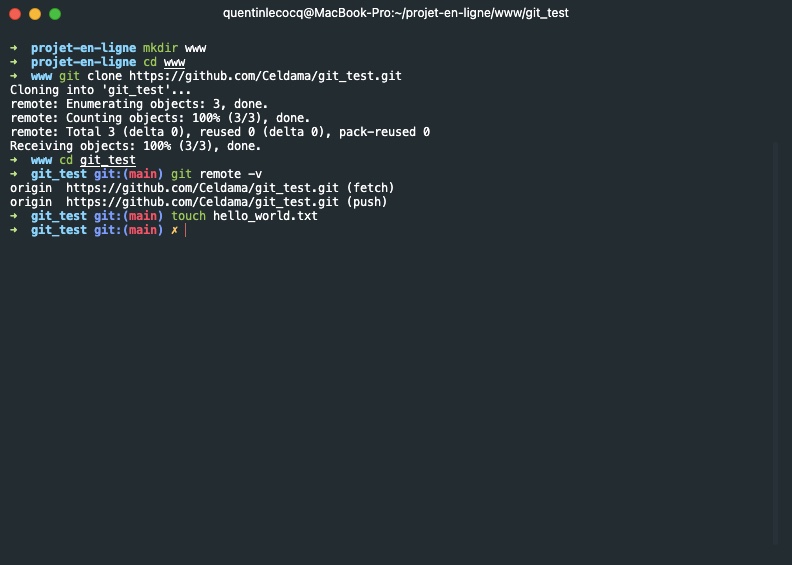 quentinlecocq@MacBook-Pro:~/projet-en-ligne/www/git_test
➜  projet-en-ligne mkdir www
➜  projet-en-ligne cd www
➜  www git clone https://github.com/Celdama/git_test.git
Cloning into 'git_test'...
remote: Enumerating objects: 3, done.
remote: Counting objects: 100% (3/3), done.
remote: Total 3 (delta 0), reused 0 (delta 0), pack-reused 0
Receiving objects: 100% (3/3), done.
➜  www cd git_test
➜  git_test git:(main) git remote -v
origin  https://github.com/Celdama/git_test.git (fetch)
origin  https://github.com/Celdama/git_test.git (push)
➜  git_test git:(main) touch hello_world.txt
➜  git_test git:(main) ✗